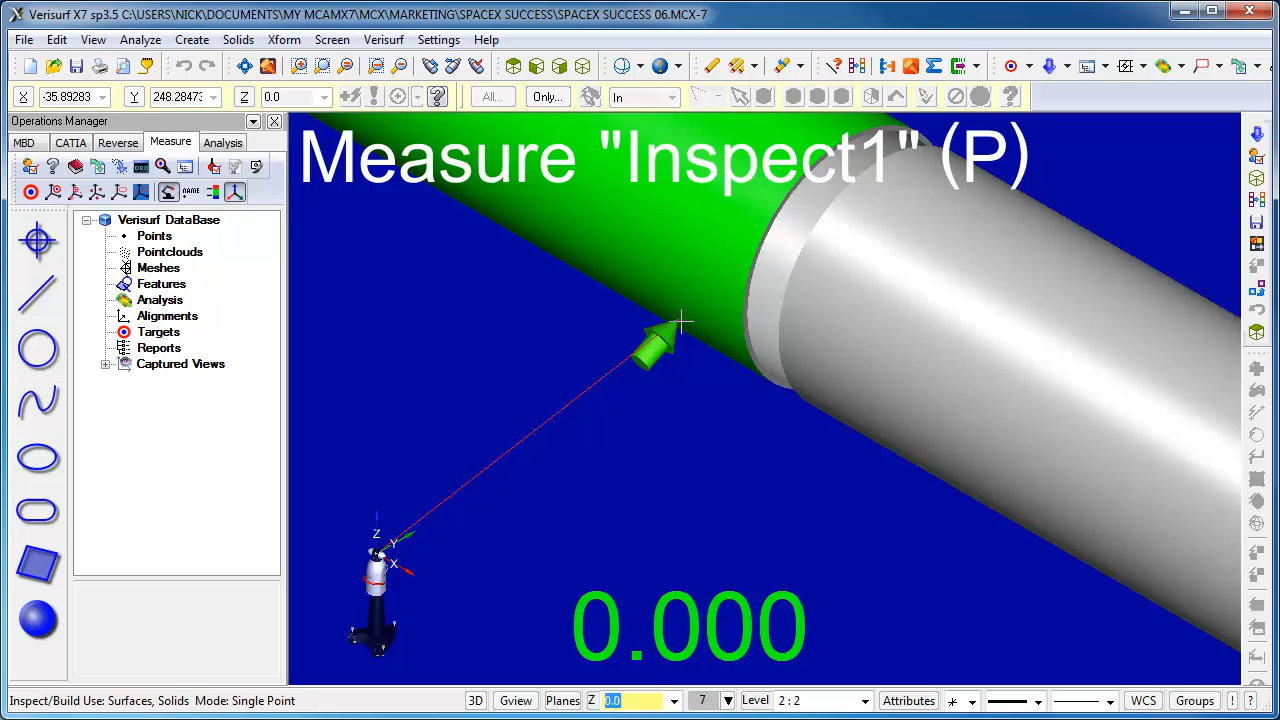 Verisurf X7 sp3.5 C:\USERS\NICK\DOCUMENTS\MY MCAMX7\MCX\MARKETING\SPACEX SUCCESS\SPACEX SUCCESS 06.MCX-7
File Edit View Analyze Create Solids Xform Screen Verisurf Settings Help
X -35.89283 Y 248.28473 Z 0.0 All... Only... In
Operations Manager
MBD CATIA Reverse Measure Analysis
Measure "Inspect1" (P)
NAME
Verisurf DataBase
Points
Pointclouds
Meshes
Features
Analysis
Alignments
Targets
Reports
Captured Views
Z
Y
X
0.000
Inspect/Build Use: Surfaces, Solids Mode: Single Point 3D Gview Planes Z 0.0 7 Level 2 : 2 Attributes WCS Groups ! ?